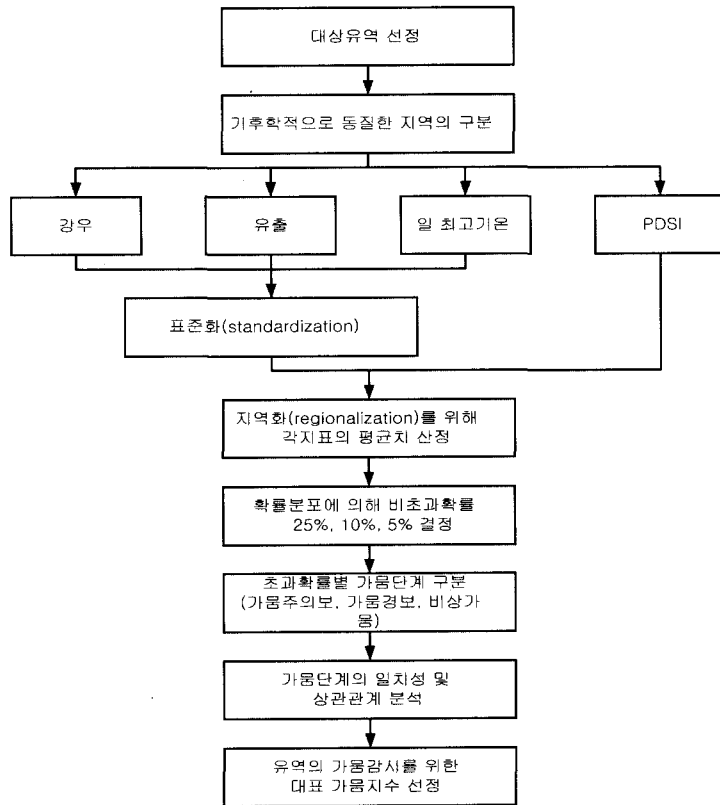 대상유역 선정
기후학적으로 동질한 지역의 구분
강우
유출
일 최고기온
PDSI
표준화(standardization)
지역화(regionalization)를 위해
각지표의 평균치 산정
확률분포에 의해 비초과확률
25%, 10%, 5% 결정
초과확률별 가뭄단계 구분
(가뭄주의보, 가뭄경보, 비상가
뭄)
가뭄단계의 일치성 및
상관관계 분석
유역의 가뭄감시를 위한
대표 가뭄지수 선정